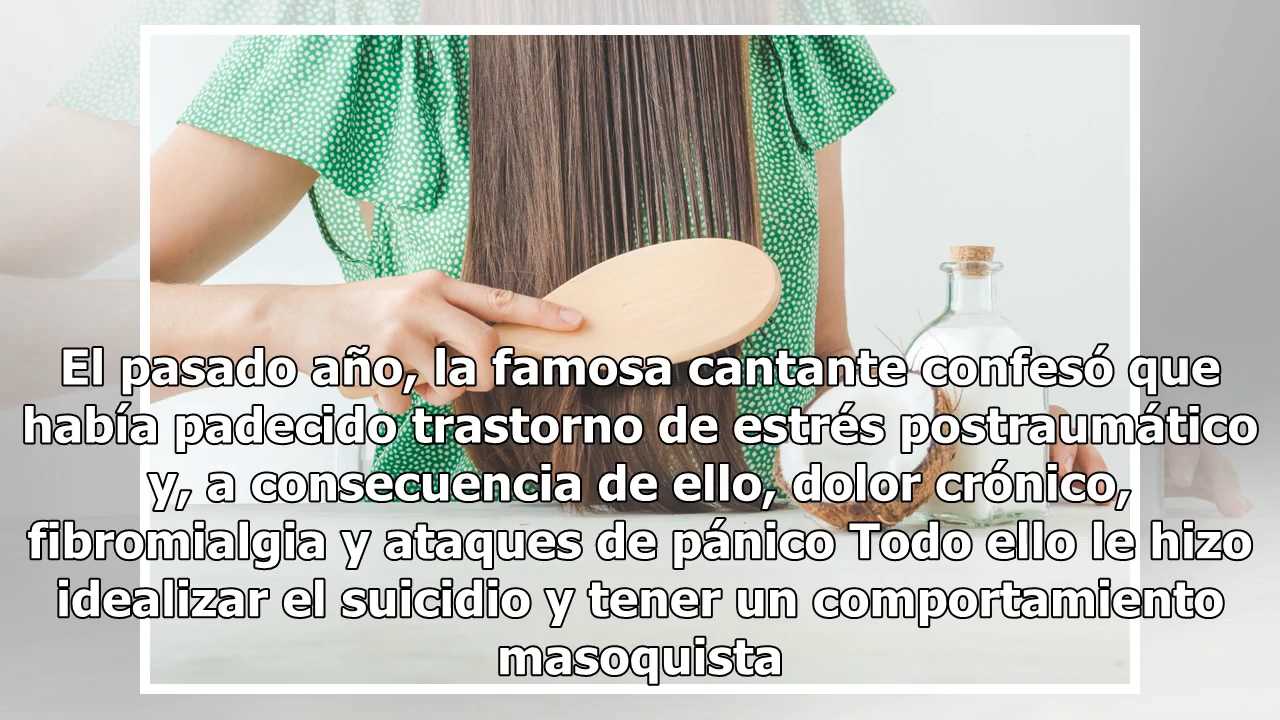 El pasado año, la famosa cantante confesó que
había padecido trastorno de estrés postraumático
y, a consecuencia de ello, dolor crónico,
fibromialgia y ataques de pánico Todo ello le hizo
idealizar el suicidio y tener un comportamiento
masoquista